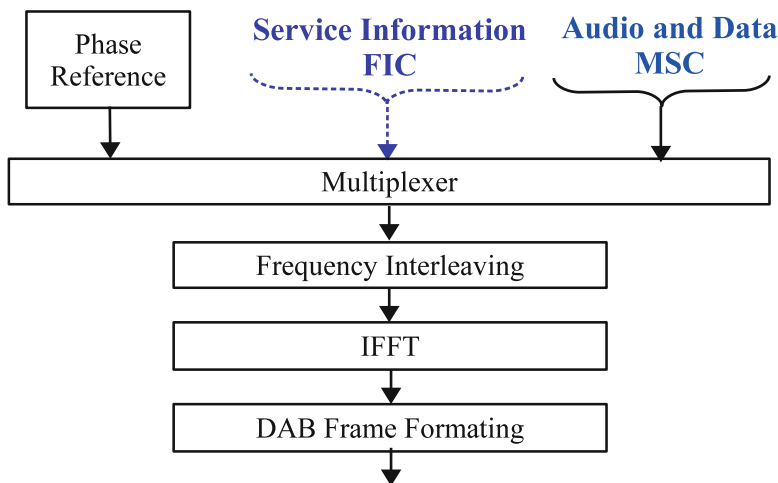 Phase
Reference
Service Information
FIC
Audio and Data
MSC
Multiplexer
Frequency Interleaving
IFFT
DAB Frame Formating